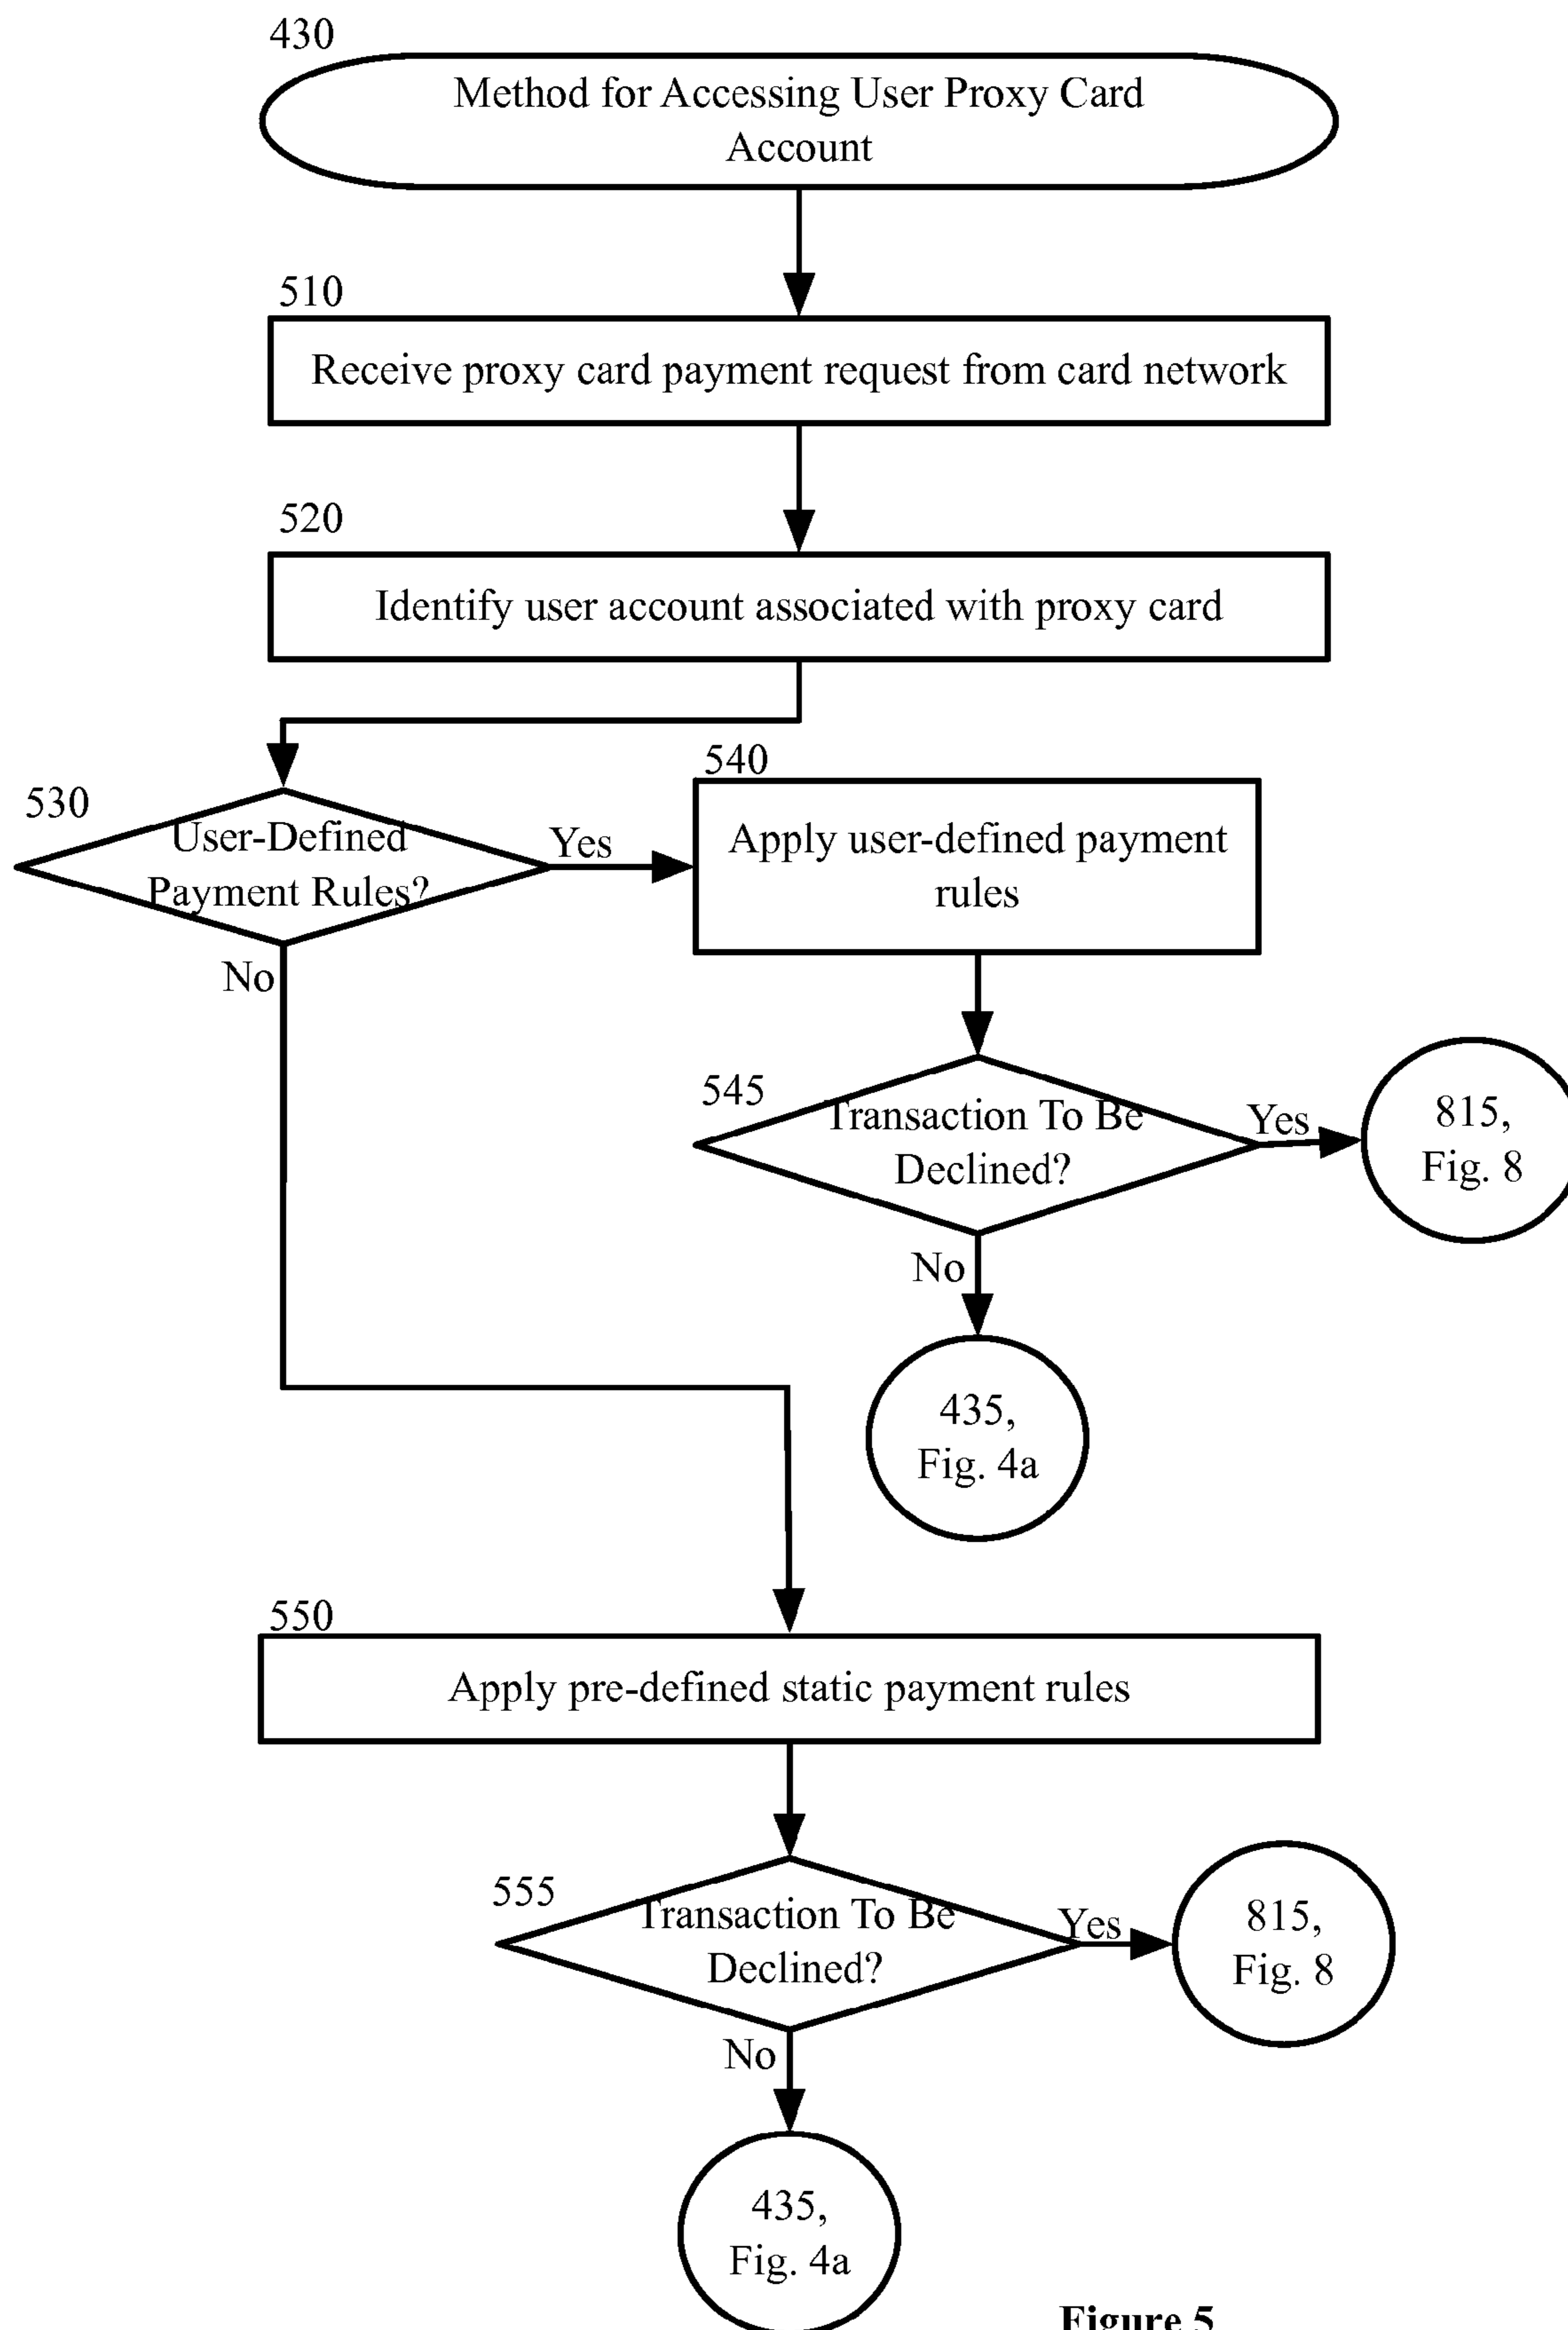 430
Method for Accessing User Proxy Card
Account
510
Receive proxy card payment request from card network
520
Identify user account associated with proxy card
530
User-Defined
Payment Rules?
Yes
540
Apply user-defined payment
rules
No
545
Transaction To Be
Declined?
Yes
815,
Fig. 8
No
435,
Fig. 4a
550
Apply pre-defined static payment rules
555
Transaction To Be
Declined?
Yes
815,
Fig. 8
No
435,
Fig. 4a
Figure 5